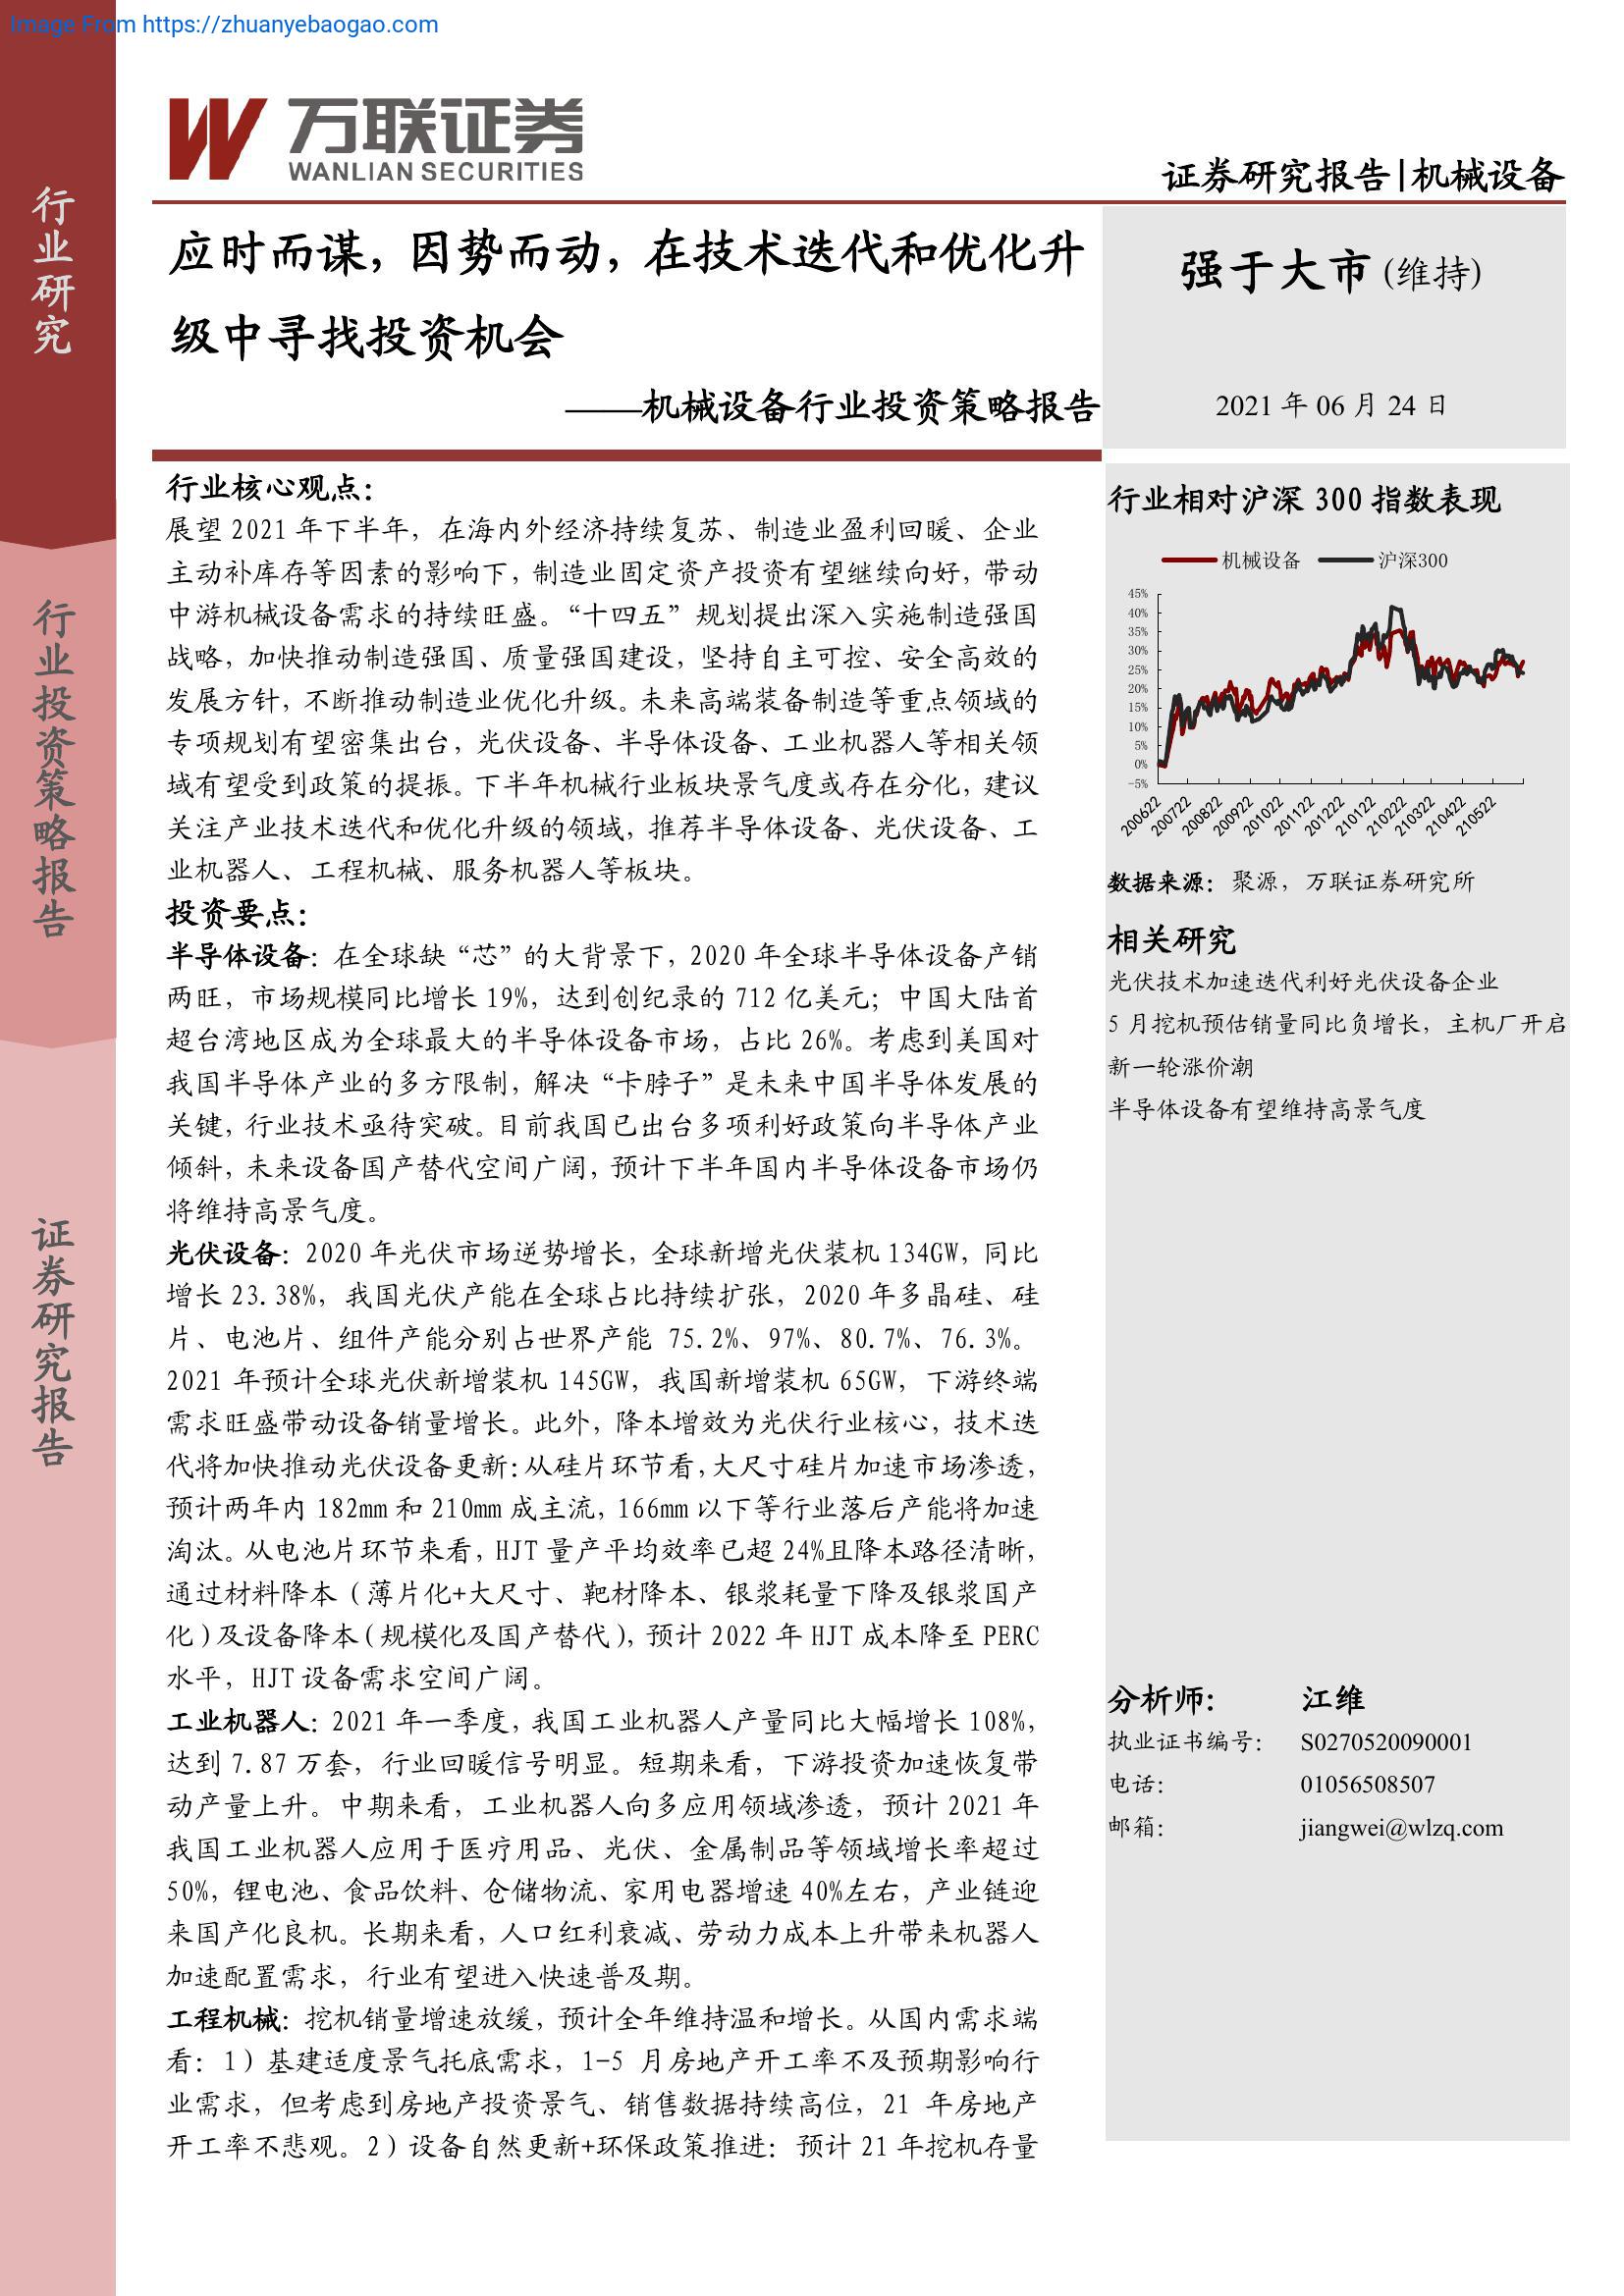 Image From https://zhuanyebaogao.com
万联证券
WANLIAN SECURITIES
证券研究报告|机械设备
行业研究
行业投资策略报告
证券研究报告
应时而谋，因势而动，在技术迭代和优化升
级中寻找投资机会
——机械设备行业投资策略报告
强于大市(维持)
2021 年 06 月 24 日
行业核心观点：
展望 2021 年下半年，在海内外经济持续复苏、制造业盈利回暖、企业
主动补库存等因素的影响下，制造业固定资产投资有望继续向好，带动
中游机械设备需求的持续旺盛。“十四五”规划提出深入实施制造强国
战略，加快推动制造强国、质量强国建设，坚持自主可控、安全高效的
发展方针，不断推动制造业优化升级。未来高端装备制造等重点领域的
专项规划有望密集出台，光伏设备、半导体设备、工业机器人等相关领
域有望受到政策的提振。下半年机械行业板块景气度或存在分化，建议
关注产业技术迭代和优化升级的领域，推荐半导体设备、光伏设备、工
业机器人、工程机械、服务机器人等板块。
投资要点：
半导体设备：在全球缺“芯”的大背景下，2020 年全球半导体设备产销
两旺，市场规模同比增长 19%，达到创纪录的 712 亿美元；中国大陆首
超台湾地区成为全球最大的半导体设备市场，占比 26%。考虑到美国对
我国半导体产业的多方限制，解决“卡脖子”是未来中国半导体发展的
关键，行业技术亟待突破。目前我国已出台多项利好政策向半导体产业
倾斜，未来设备国产替代空间广阔，预计下半年国内半导体设备市场仍
将维持高景气度。
光伏设备：2020 年光伏市场逆势增长，全球新增光伏装机 134GW，同比
增长 23.38%，我国光伏产能在全球占比持续扩张，2020 年多晶硅、硅
片、电池片、组件产能分别占世界产能 75.2%、97%、80.7%、76.3%。
2021 年预计全球光伏新增装机 145GW，我国新增装机 65GW，下游终端
需求旺盛带动设备销量增长。此外，降本增效为光伏行业核心，技术迭
代将加快推动光伏设备更新：从硅片环节看，大尺寸硅片加速市场渗透，
预计两年内 182mm 和 210mm 成主流，166mm 以下等行业落后产能将加速
淘汰。从电池片环节来看，HJT 量产平均效率已超 24%且降本路径清晰，
通过材料降本（薄片化+大尺寸、靶材降本、银浆耗量下降及银浆国产
化）及设备降本（规模化及国产替代），预计 2022 年 HJT 成本降至 PERC
水平，HJT 设备需求空间广阔。
工业机器人：2021 年一季度，我国工业机器人产量同比大幅增长 108%，
达到 7.87 万套，行业回暖信号明显。短期来看，下游投资加速恢复带
动产量上升。中期来看，工业机器人向多应用领域渗透，预计 2021 年
我国工业机器人应用于医疗用品、光伏、金属制品等领域增长率超过
50%，锂电池、食品饮料、仓储物流、家用电器增速 40%左右，产业链迎
来国产化良机。长期来看，人口红利衰减、劳动力成本上升带来机器人
加速配置需求，行业有望进入快速普及期。
工程机械：挖机销量增速放缓，预计全年维持温和增长。从国内需求端
看：1）基建适度景气托底需求，1-5 月房地产开工率不及预期影响行
业需求，但考虑到房地产投资景气、销售数据持续高位，21 年房地产
开工率不悲观。2）设备自然更新+环保政策推进：预计 21 年挖机存量
行业相对沪深 300 指数表现
机械设备 沪深300
45%
40%
35%
30%
25%
20%
15%
10%
5%
0%
-5%
200622 200722 200822 200922 201022 201122 201222 210122 210222 210322 210422 210522
数据来源：聚源，万联证券研究所
相关研究
光伏技术加速迭代利好光伏设备企业
5 月挖机预估销量同比负增长，主机厂开启
新一轮涨价潮
半导体设备有望维持高景气度
分析师： 江维
执业证书编号： S0270520090001
电话： 01056508507
邮箱： jiangwei@wlzq.com